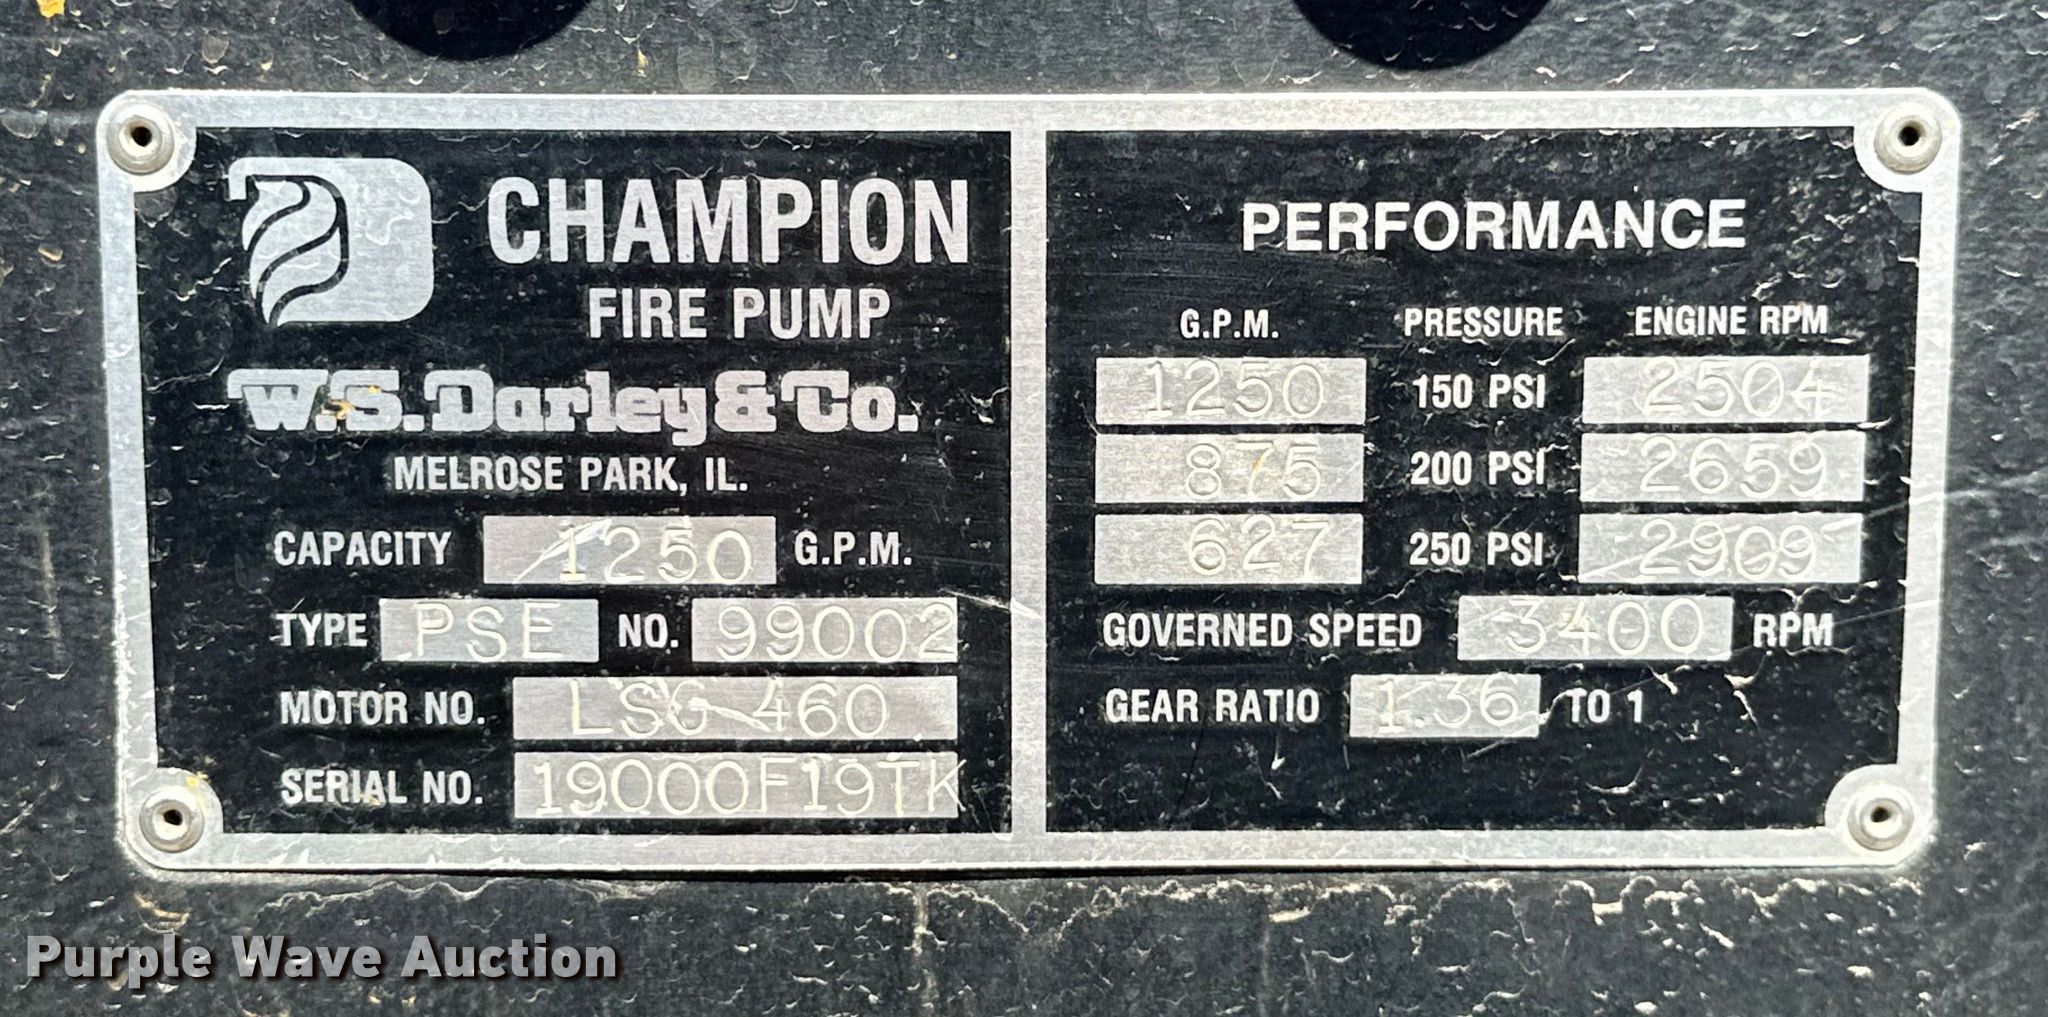 CHAMPION
FIRE PUMP
W.S. Darley & Co.
MELROSE PARK, IL.
CAPACITY 1250 G.P.M.
TYPE PSE NO. 99002
MOTOR NO. LSG 460
SERIAL NO. 19000F19TK
PERFORMANCE
G.P.M. PRESSURE ENGINE RPM
1250 150 PSI 2504
875 200 PSI 2659
627 250 PSI 2909
GOVERNED SPEED 3400 RPM
GEAR RATIO 1.36 TO 1
Purple Wave Auction